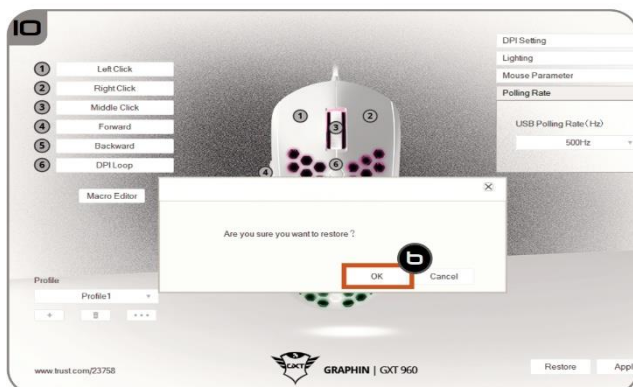 10
DPI Setting
Lighting
Mouse Parameter
Polling Rate
USB Polling Rate(Hz)
500Hz
1 Left Click
2 Right Click
3 Middle Click
4 Forward
5 Backward
6 DPI Loop
Macro Editor
1
2
3
6
4
Are you sure you want to restore ?
b
OK
Cancel
Profile
Profile1
www.trust.com/23758
GXT
GRAPHIN | GXT 960
Restore
Appl